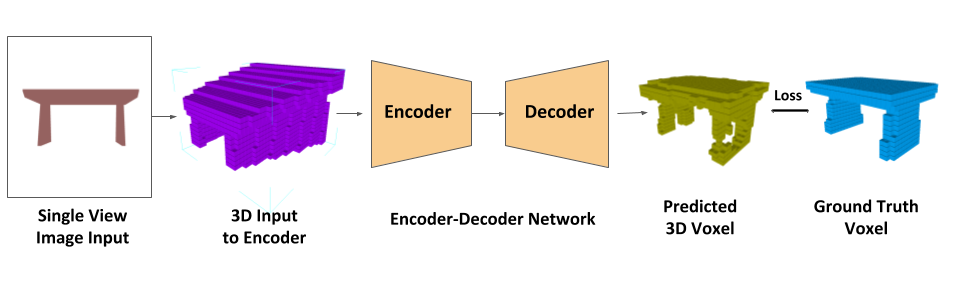 Encoder
Decoder
Loss
Single View
Image Input
3D Input
to Encoder
Encoder-Decoder Network
Predicted
3D Voxel
Ground Truth
Voxel